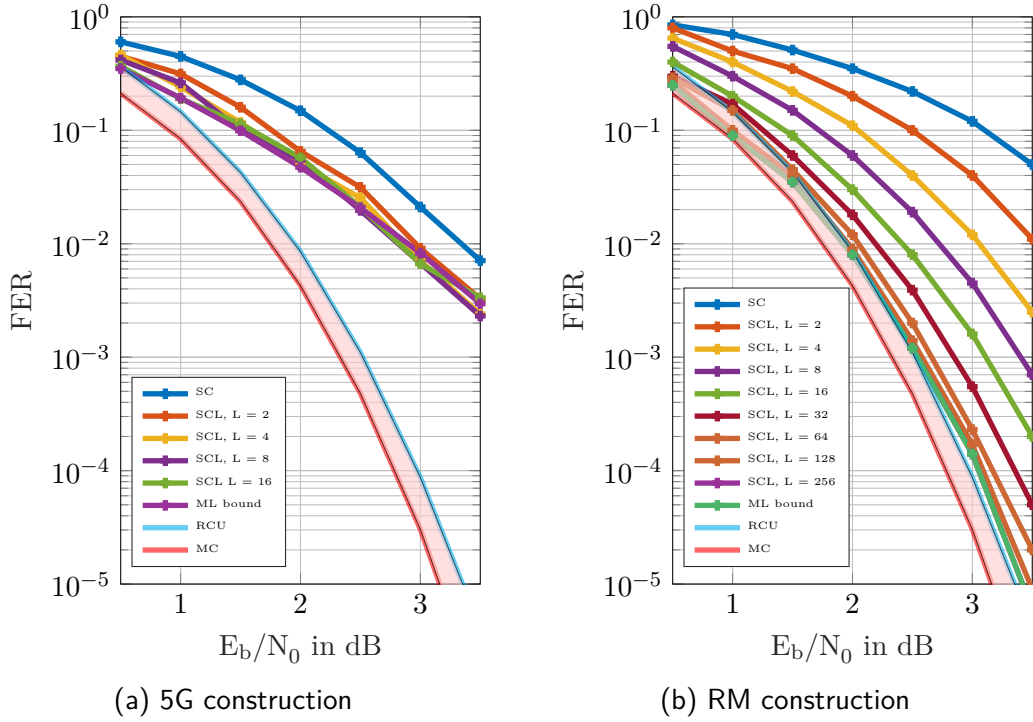 10^0
10^-1
10^-2
10^-3
10^-4
10^-5
FER
1
2
3
E_b/N_0 in dB
SC
SCL, L = 2
SCL, L = 4
SCL, L = 8
SCL L = 16
ML bound
RCU
MC
(a) 5G construction
10^0
10^-1
10^-2
10^-3
10^-4
10^-5
FER
1
2
3
E_b/N_0 in dB
SC
SCL, L = 2
SCL, L = 4
SCL, L = 8
SCL, L = 16
SCL, L = 32
SCL, L = 64
SCL, L = 128
SCL, L = 256
ML bound
RCU
MC
(b) RM construction